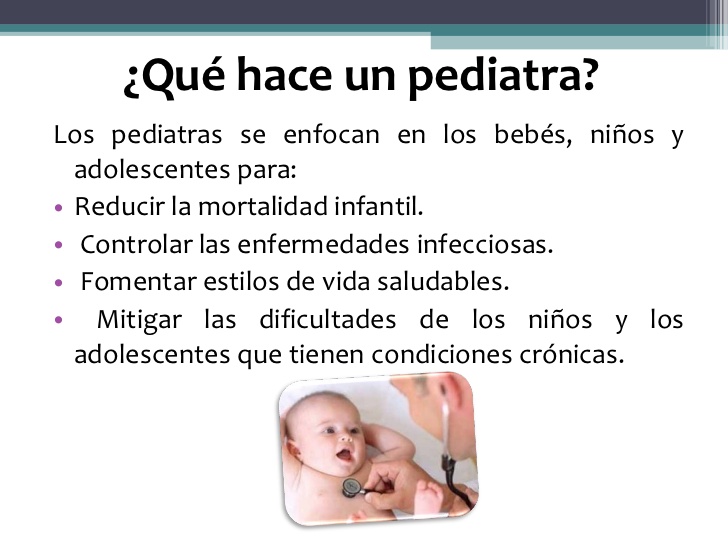 ¿Qué hace un pediatra?
Los pediatras se enfocan en los bebés, niños y
adolescentes para:
• Reducir la mortalidad infantil.
• Controlar las enfermedades infecciosas.
• Fomentar estilos de vida saludables.
• Mitigar las dificultades de los niños y los
adolescentes que tienen condiciones crónicas.